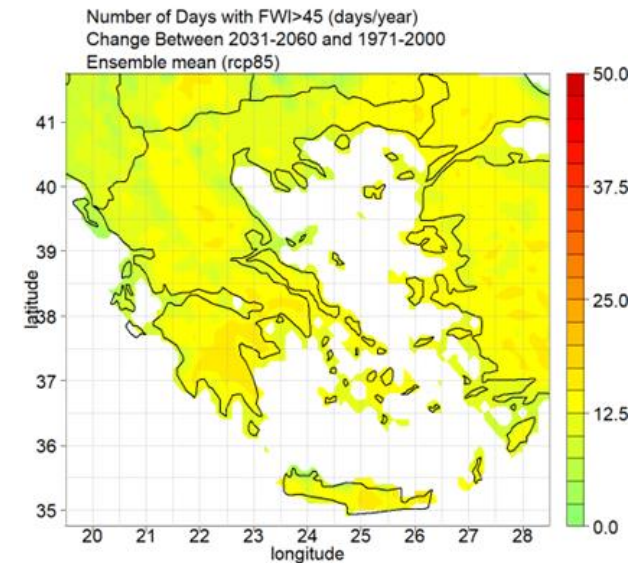 Number of Days with FWI>45 (days/year)
Change Between 2031-2060 and 1971-2000
Ensemble mean (rcp85)
41
40
39
38
37
36
35
latitude
20 21 22 23 24 25 26 27 28
longitude
50.0
37.5
25.0
12.5
0.0